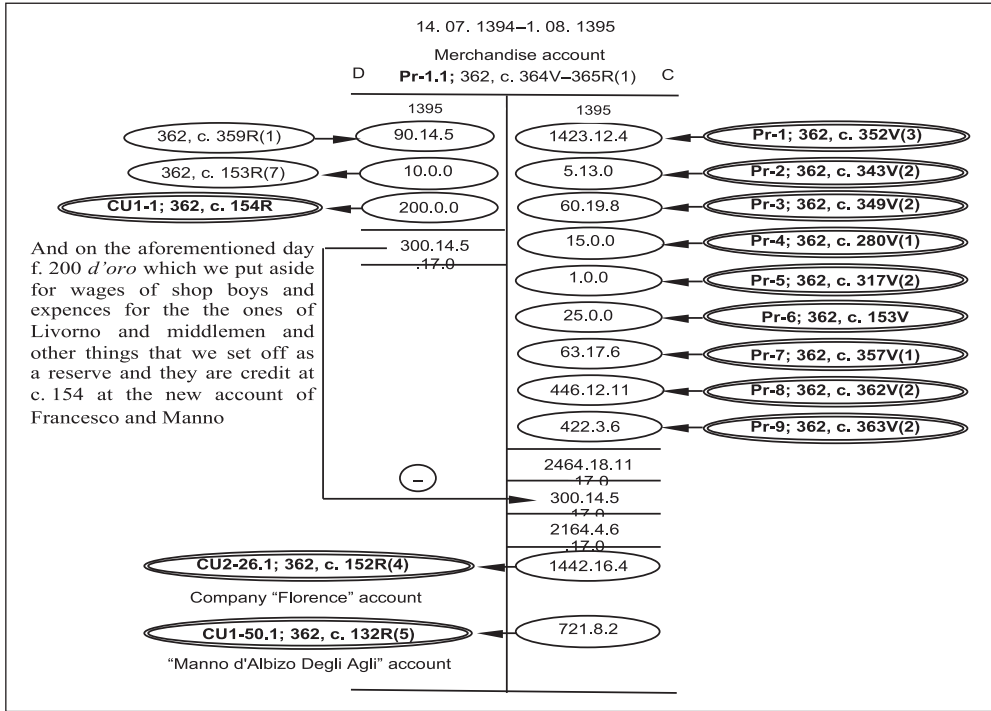 14. 07. 1394–1. 08. 1395
Merchandise account
D Pr-1.1; 362, c. 364V–365R(1) C
1395 1395
362, c. 359R(1) 90.14.5 1423.12.4 Pr-1; 362, c. 352V(3)
362, c. 153R(7) 10.0.0 5.13.0 Pr-2; 362, c. 343V(2)
CU1-1; 362, c. 154R 200.0.0 60.19.8 Pr-3; 362, c. 349V(2)
300.14.5 15.0.0 Pr-4; 362, c. 280V(1)
.17.0
1.0.0 Pr-5; 362, c. 317V(2)
25.0.0 Pr-6; 362, c. 153V
63.17.6 Pr-7; 362, c. 357V(1)
446.12.11 Pr-8; 362, c. 362V(2)
422.3.6 Pr-9; 362, c. 363V(2)
And on the aforementioned day
f. 200 d’oro which we put aside
for wages of shop boys and
expences for the the ones of
Livorno and middlemen and
other things that we set off as
a reserve and they are credit at
c. 154 at the new account of
Francesco and Manno
2464.18.11
17.0
–
300.14.5
17.0
2164.4.6
.17.0
CU2-26.1; 362, c. 152R(4) 1442.16.4
Company “Florence” account
CU1-50.1; 362, c. 132R(5) 721.8.2
“Manno d'Albizo Degli Agli” account